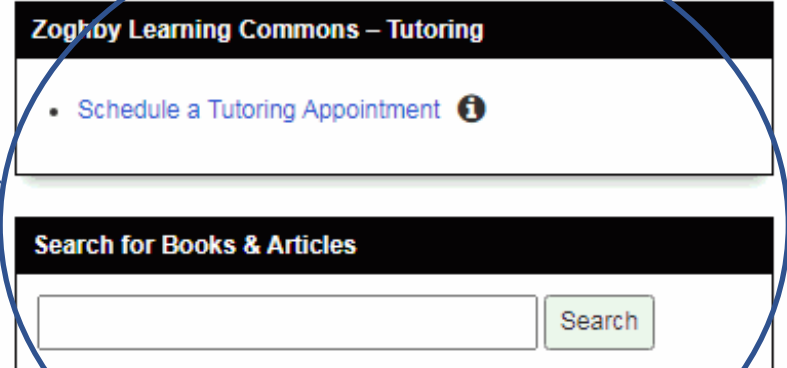 Zoghby Learning Commons – Tutoring
• Schedule a Tutoring Appointment
Search for Books & Articles
Search